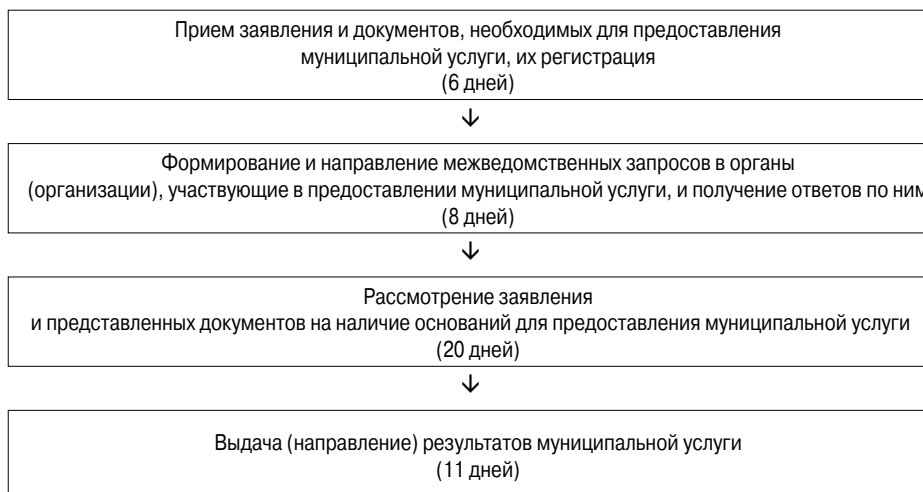 Прием заявления и документов, необходимых для предоставления
муниципальной услуги, их регистрация
(6 дней)
Формирование и направление межведомственных запросов в органы
(организации), участвующие в предоставлении муниципальной услуги, и получение ответов по ним
(8 дней)
Рассмотрение заявления
и представленных документов на наличие оснований для предоставления муниципальной услуги
(20 дней)
Выдача (направление) результатов муниципальной услуги
(11 дней)